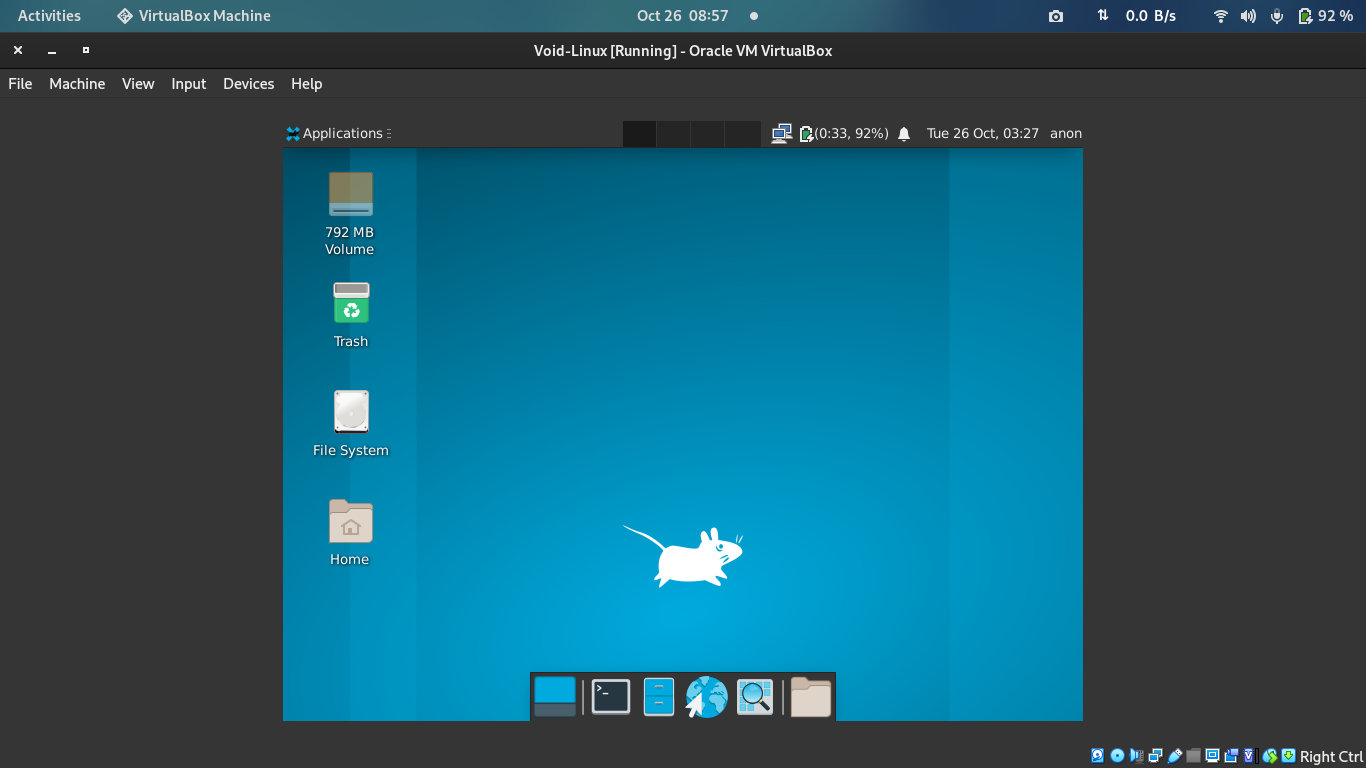 Activities VirtualBox Machine Oct 26 08:57 0.0 B/s 92 %
Void-Linux [Running] - Oracle VM VirtualBox
File Machine View Input Devices Help
Applications (0:33, 92%) Tue 26 Oct, 03:27 anon
792 MB
Volume
Trash
File System
Home
>_
Right Ctrl